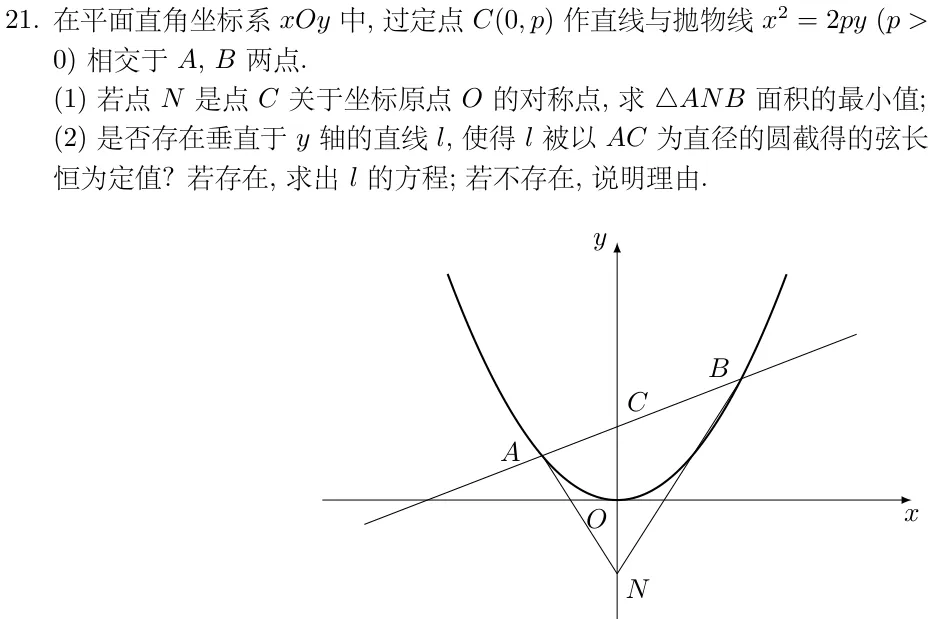 21. 在平面直角坐标系 xOy 中, 过定点 C(0, p) 作直线与抛物线 x² = 2py (p >
0) 相交于 A, B 两点.
(1) 若点 N 是点 C 关于坐标原点 O 的对称点, 求 △ANB 面积的最小值;
(2) 是否存在垂直于 y 轴的直线 l, 使得 l 被以 AC 为直径的圆截得的弦长
恒为定值? 若存在, 求出 l 的方程; 若不存在, 说明理由.
y
B
C
A
O
x
N